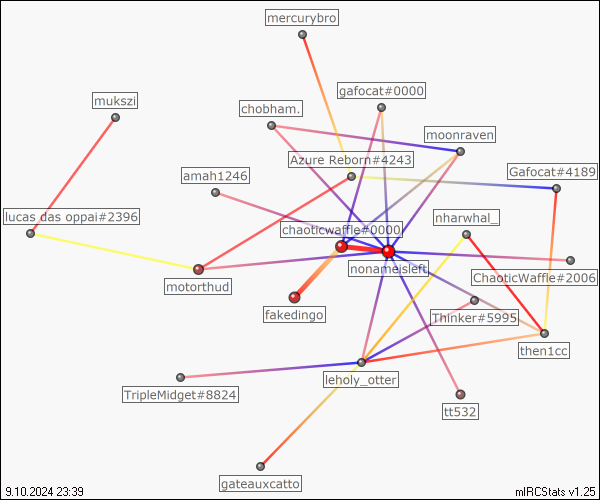 mercurybro
gafocat#0000
mukszi
chobham.
moonraven
Azure Reborn#4243
Gafocat#4189
amah1246
lucas das oppai#2396
nharwhal_
chaoticwaffle#0000
nonameisleft
ChaoticWaffle#2006
motorthud
fakedingo
Thinker#5995
then1cc
leholy_otter
TripleMidget#8824
tt532
gateauxcatto
9.10.2024 23:39
mIRCStats v1.25